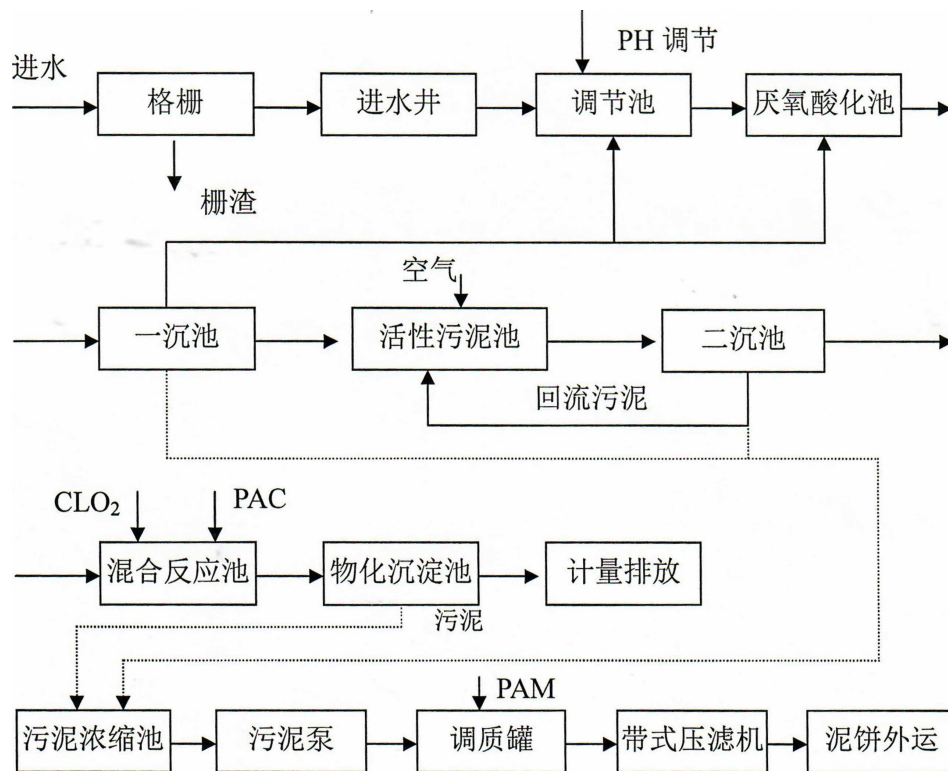 PH 调节
进水
格栅
进水井
调节池
厌氧酸化池
栅渣
空气
一沉池
活性污泥池
二沉池
回流污泥
CLO₂
PAC
混合反应池
物化沉淀池
计量排放
污泥
PAM
污泥浓缩池
污泥泵
调质罐
带式压滤机
泥饼外运